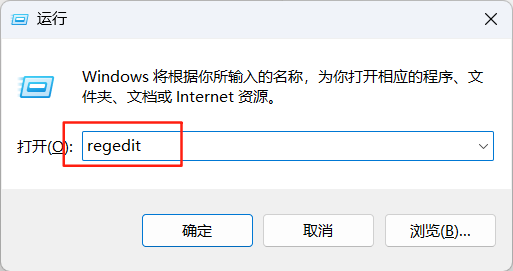 运行
Windows 将根据你所输入的名称，为你打开相应的程序、文
件夹、文档或 Internet 资源。
打开(O): regedit
确定 取消 浏览(B)...